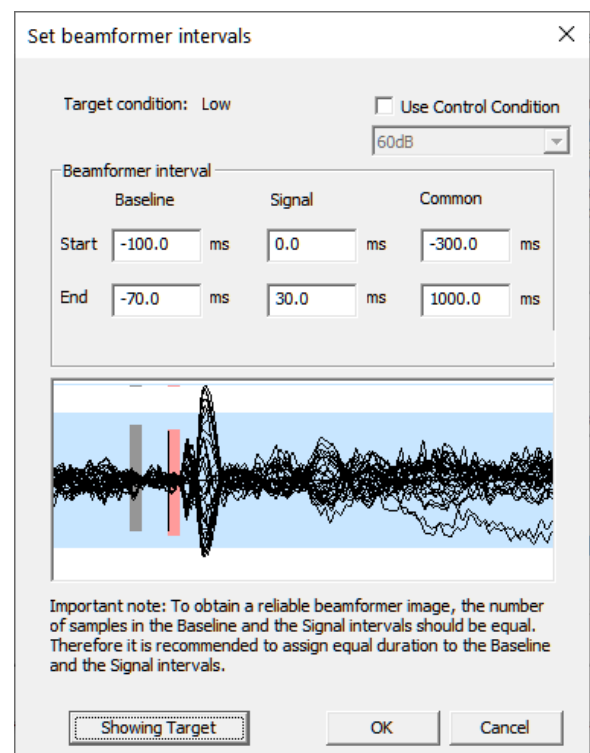 Set beamformer intervals
Target condition: Low
Use Control Condition
60dB
Beamformer interval
Baseline Signal Common
Start -100.0 ms 0.0 ms -300.0 ms
End -70.0 ms 30.0 ms 1000.0 ms
Important note: To obtain a reliable beamformer image, the number
of samples in the Baseline and the Signal intervals should be equal.
Therefore it is recommended to assign equal duration to the Baseline
and the Signal intervals.
Showing Target OK Cancel